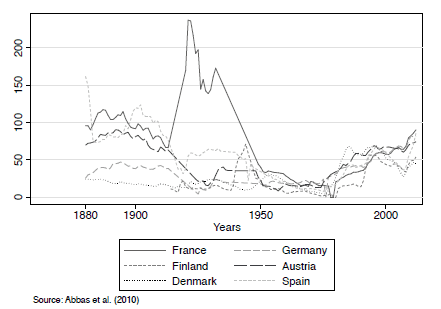 200
150
100
50
0
1880 1900 1950 2000
Years
France Germany
Finland Austria
Denmark Spain
Source: Abbas et al. (2010)